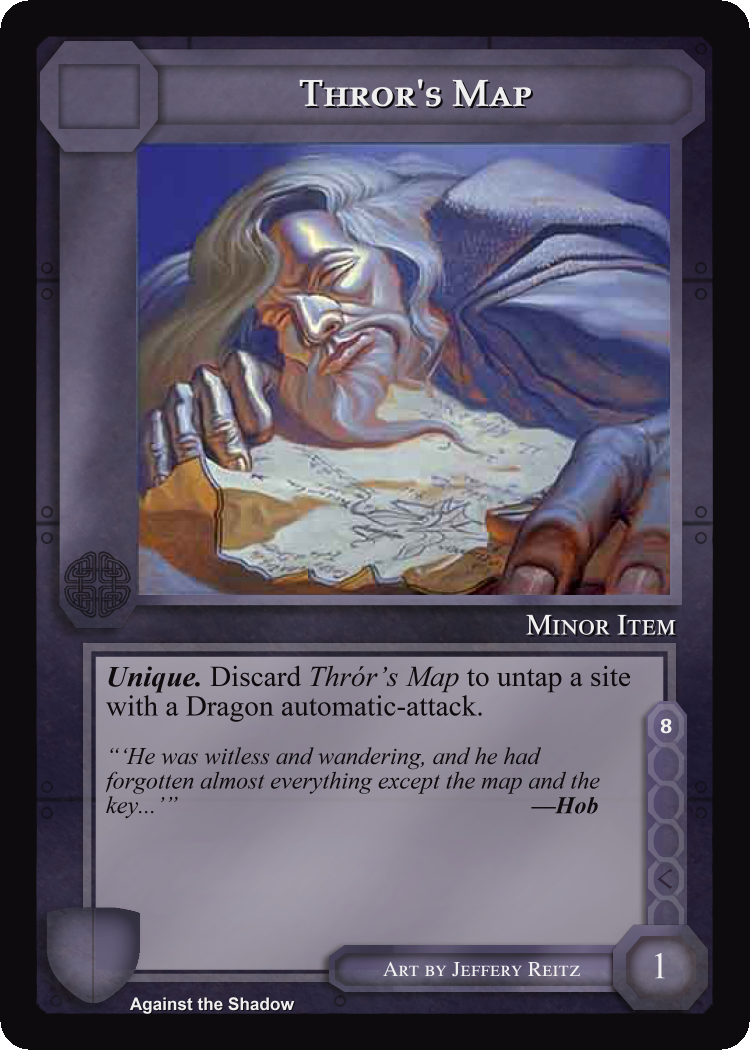 Thror's Map
Minor Item
Unique. Discard Thrór's Map to untap a site
with a Dragon automatic-attack.
8
“‘He was witless and wandering, and he had
forgotten almost everything except the map and the
key...’” —Hob
<
Art by Jeffery Reitz
1
Against the Shadow